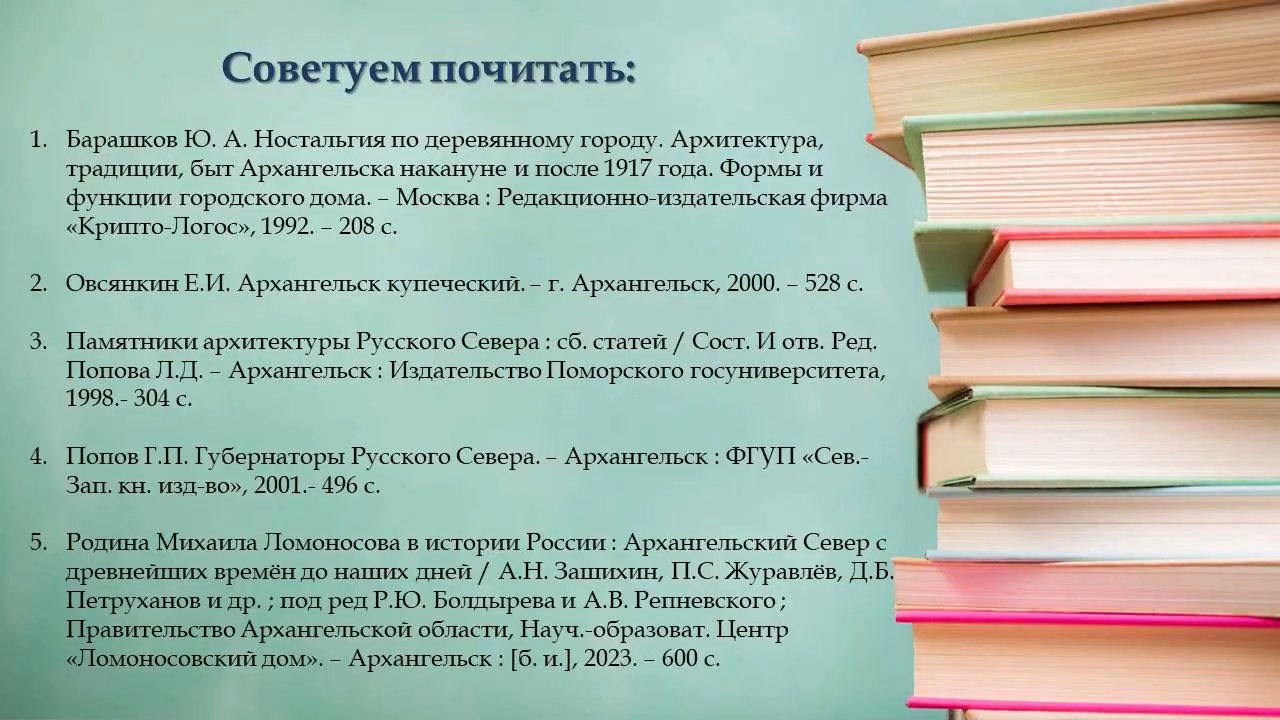 Советуем почитать:
1. Барашков Ю. А. Ностальгия по деревянному городу. Архитектура,
традиции, быт Архангельска накануне и после 1917 года. Формы и
функции городского дома. – Москва : Редакционно-издательская фирма
«Крипто-Логос», 1992. – 208 с.
2. Овсянкин Е.И. Архангельск купеческий. – г. Архангельск, 2000. – 528 с.
3. Памятники архитектуры Русского Севера : сб. статей / Сост. И отв. Ред.
Попова Л.Д. – Архангельск : Издательство Поморского госуниверситета,
1998.- 304 с.
4. Попов Г.П. Губернаторы Русского Севера. – Архангельск : ФГУП «Сев.-
Зап. кн. изд-во», 2001.- 496 с.
5. Родина Михаила Ломоносова в истории России : Архангельский Север с
древнейших времён до наших дней / А.Н. Зашихин, П.С. Журавлёв, Д.Б.
Петруханов и др. ; под ред Р.Ю. Болдырева и А.В. Репневского ;
Правительство Архангельской области, Науч.-образоват. Центр
«Ломоносовский дом». – Архангельск : [б. и.], 2023. – 600 с.